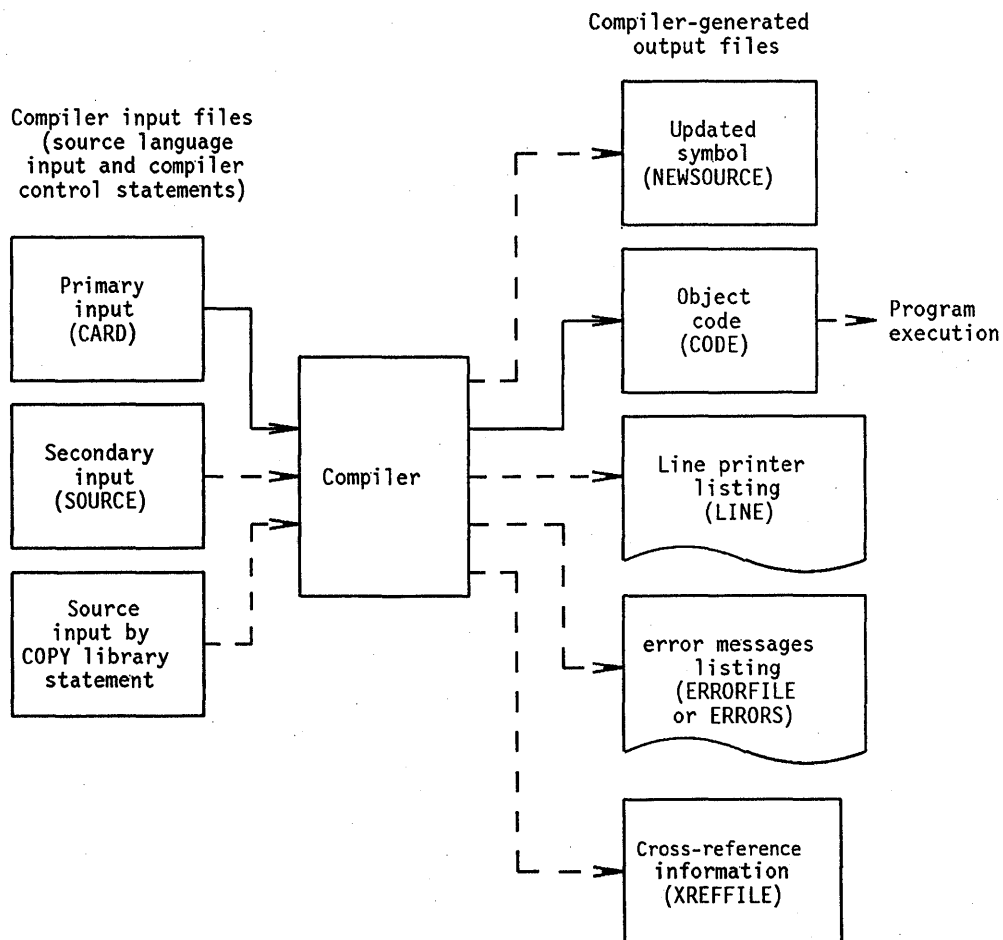 Compiler-generated
output files
Compiler input files
(source language
input and compiler
control statements)
Primary
input
(CARD)
Secondary
input
(SOURCE)
Source
input by
COPY library
statement
Compiler
Updated
symbol
(NEWSOURCE)
Object
code
(CODE)
Program
execution
Line printer
listing
(LINE)
error messages
listing
(ERRORFILE
or ERRORS)
Cross-reference
information
(XREFFILE)